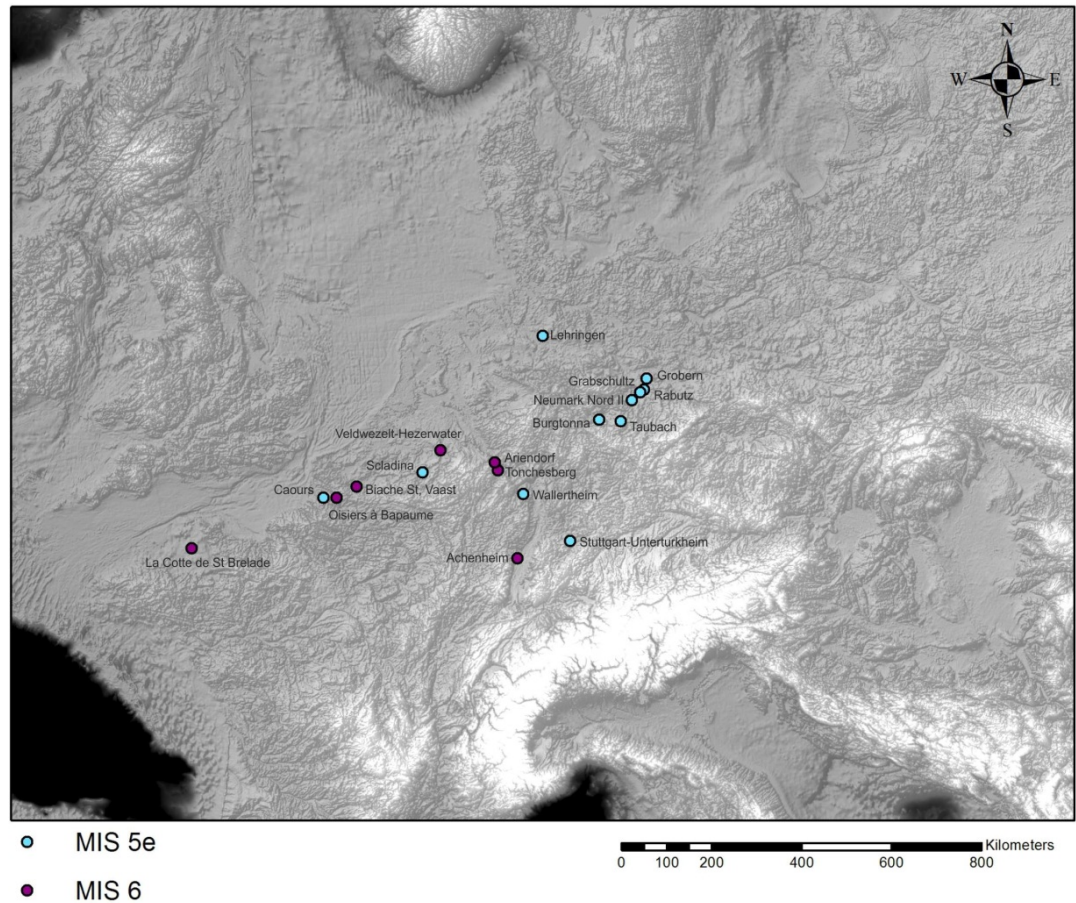 N
W E
S
Lehringen
Grobern
Grabschultz
Rabutz
Neumark Nord II
Burgtonna
Taubach
Veldwezelt-Hezerwater
Ariendorf
Scladina
Tonchesberg
Caours
Biache St, Vaast
Wallertheim
Oisiers à Bapaume
Stuttgart-Unterturkheim
Achenheim
La Cotte de St Brelade
MIS 5e
MIS 6
Kilometers
0 100 200 400 600 800